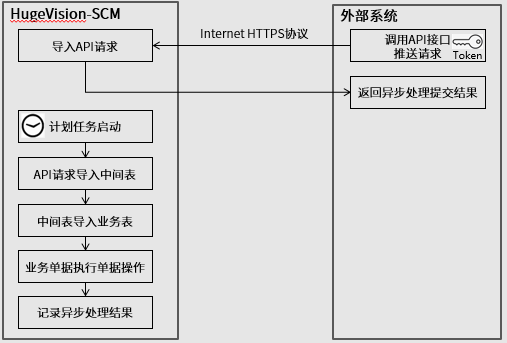 HugeVision-SCM
外部系统
导入API请求
Internet HTTPS协议
调用API接口
推送请求
Token
返回异步处理提交结果
计划任务启动
API请求导入中间表
中间表导入业务表
业务单据执行单据操作
记录异步处理结果